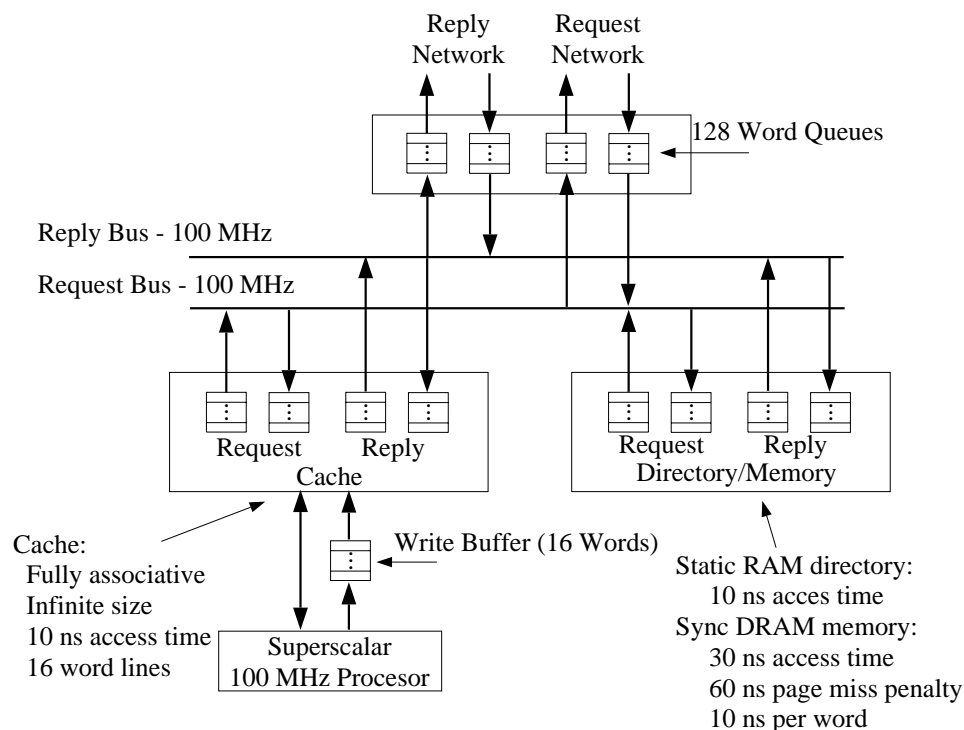 Reply
Network
Request
Network
128 Word Queues
Reply Bus - 100 MHz
Request Bus - 100 MHz
Request
Reply
Cache
Request
Reply
Directory/Memory
Write Buffer (16 Words)
Cache:
Fully associative
Infinite size
10 ns access time
16 word lines
Superscalar
100 MHz Procesor
Static RAM directory:
10 ns acces time
Sync DRAM memory:
30 ns access time
60 ns page miss penalty
10 ns per word